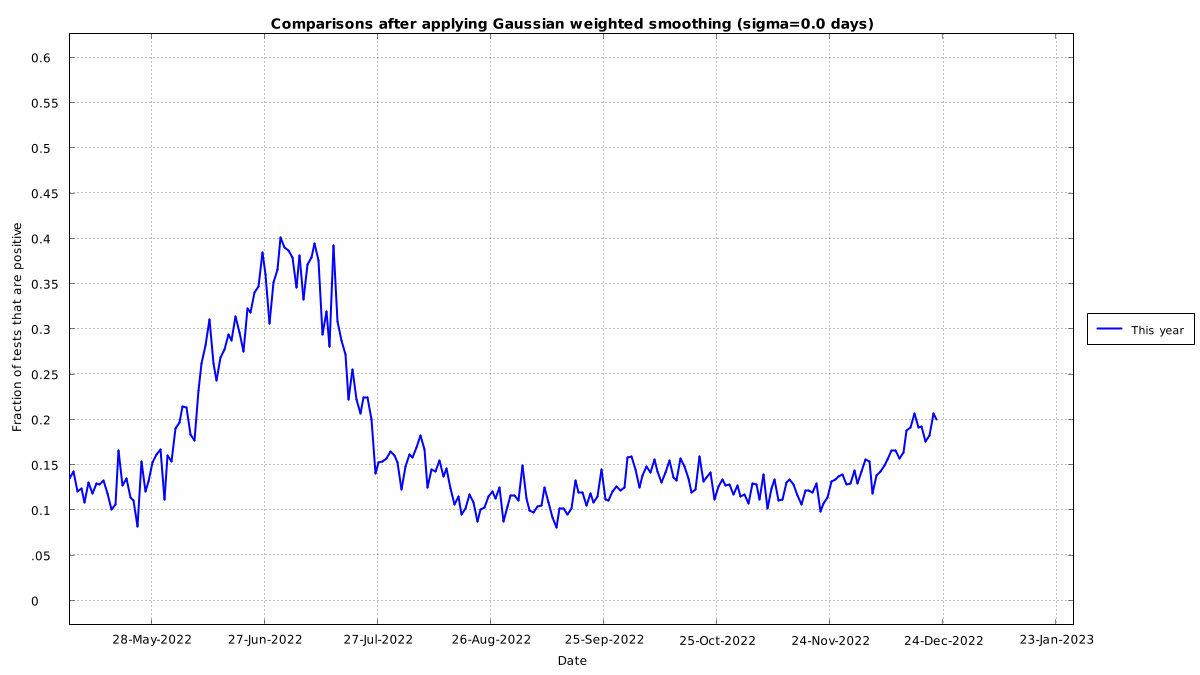 Comparisons after applying Gaussian weighted smoothing (sigma=0.0 days)
0.6
0.55
0.5
0.45
0.4
0.35
0.3
0.25
0.2
0.15
0.1
.05
0
Fraction of tests that are positive
28-May-2022
27-Jun-2022
27-Jul-2022
26-Aug-2022
25-Sep-2022
25-Oct-2022
24-Nov-2022
24-Dec-2022
23-Jan-2023
Date
This year